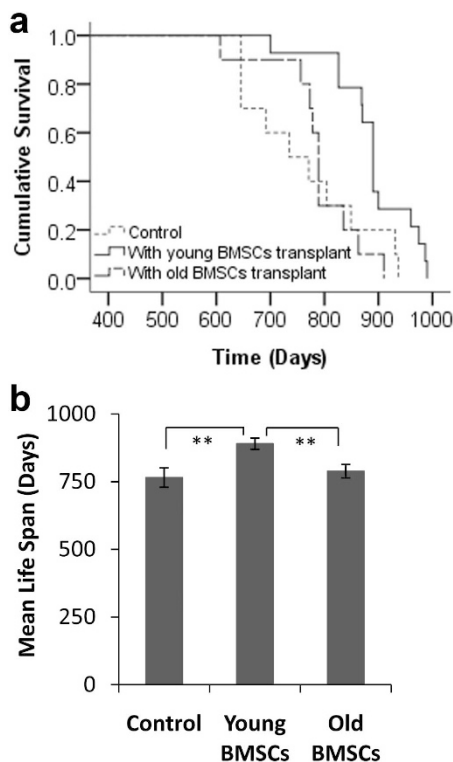 a
Cumulative Survival
1.0
0.8
0.6
0.4
0.2
0.0
Control
With young BMSCs transplant
With old BMSCs transplant
400 500 600 700 800 900 1000
Time (Days)
b
Mean Life Span (Days)
1000
750
500
250
0
** **
Control Young Old
BMSCs BMSCs